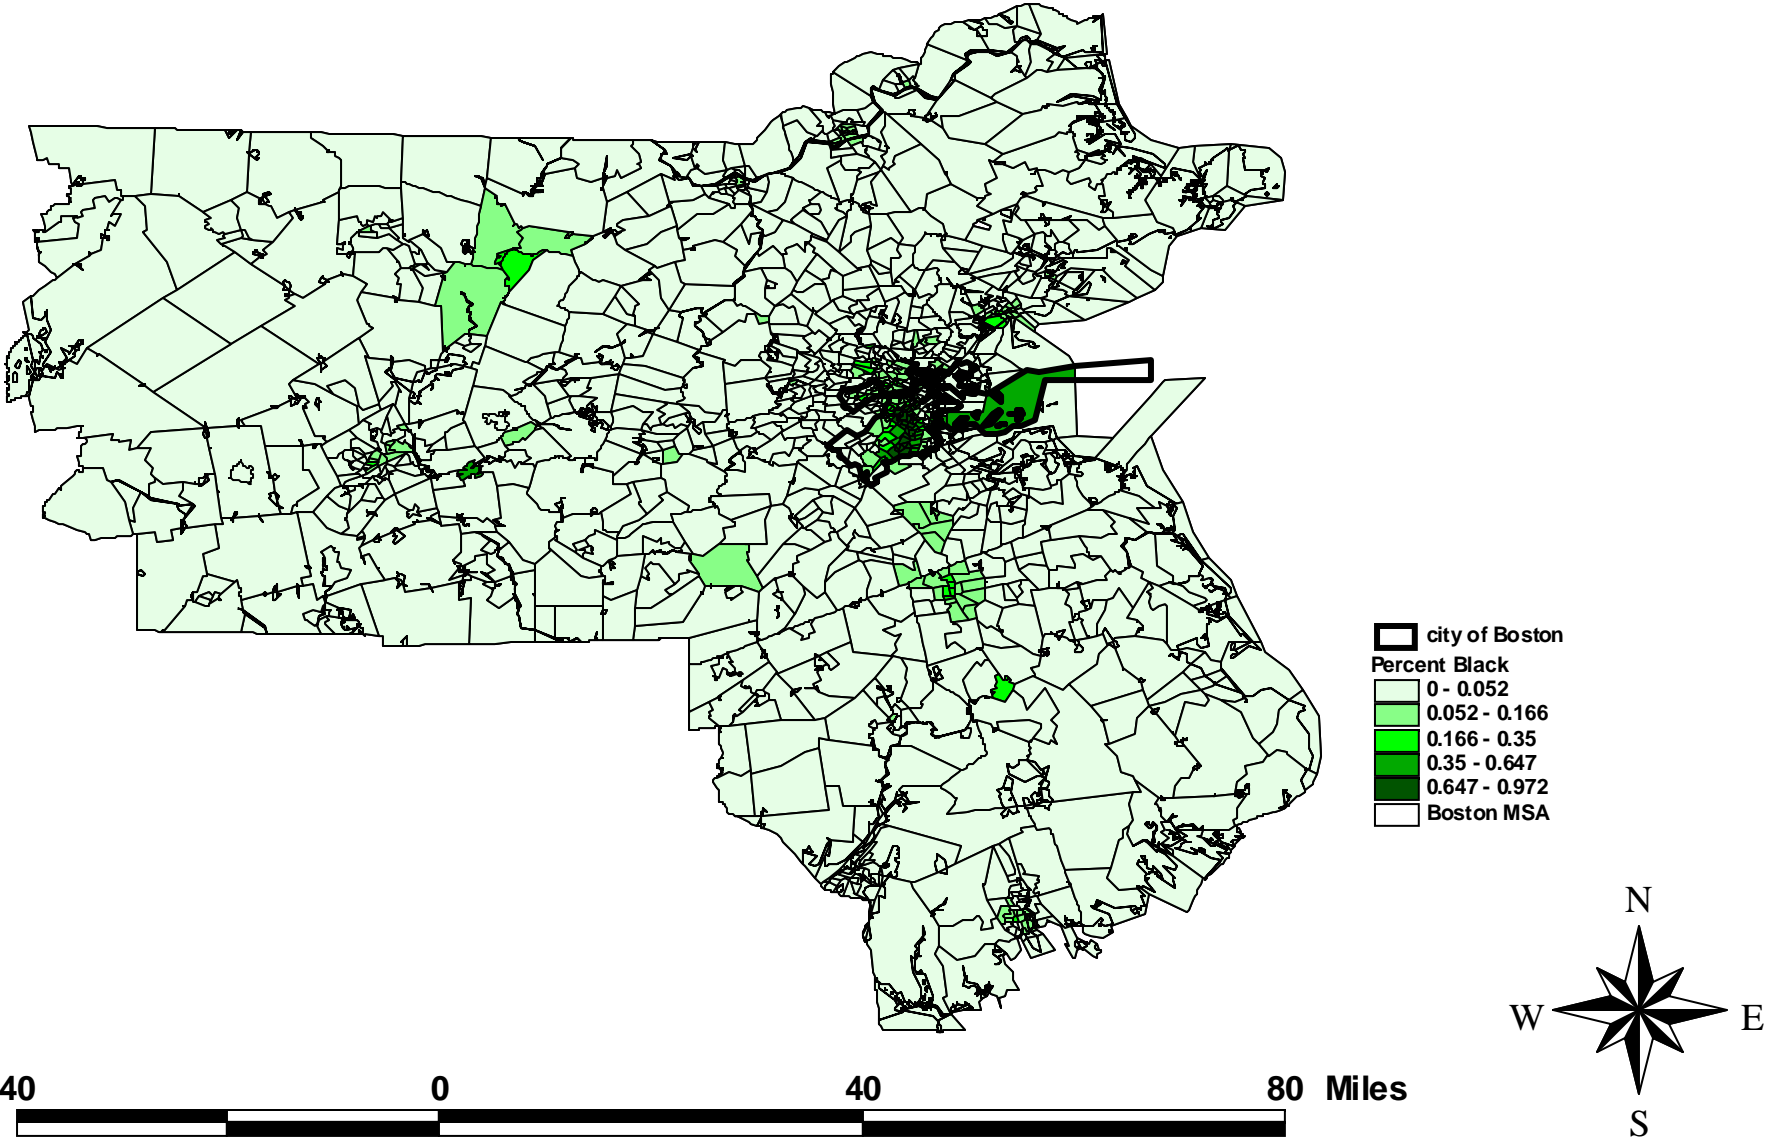 city of Boston
Percent Black
0 - 0.052
0.052 - 0.166
0.166 - 0.35
0.35 - 0.647
0.647 - 0.972
Boston MSA
N
W E
S
40 0 40 80 Miles